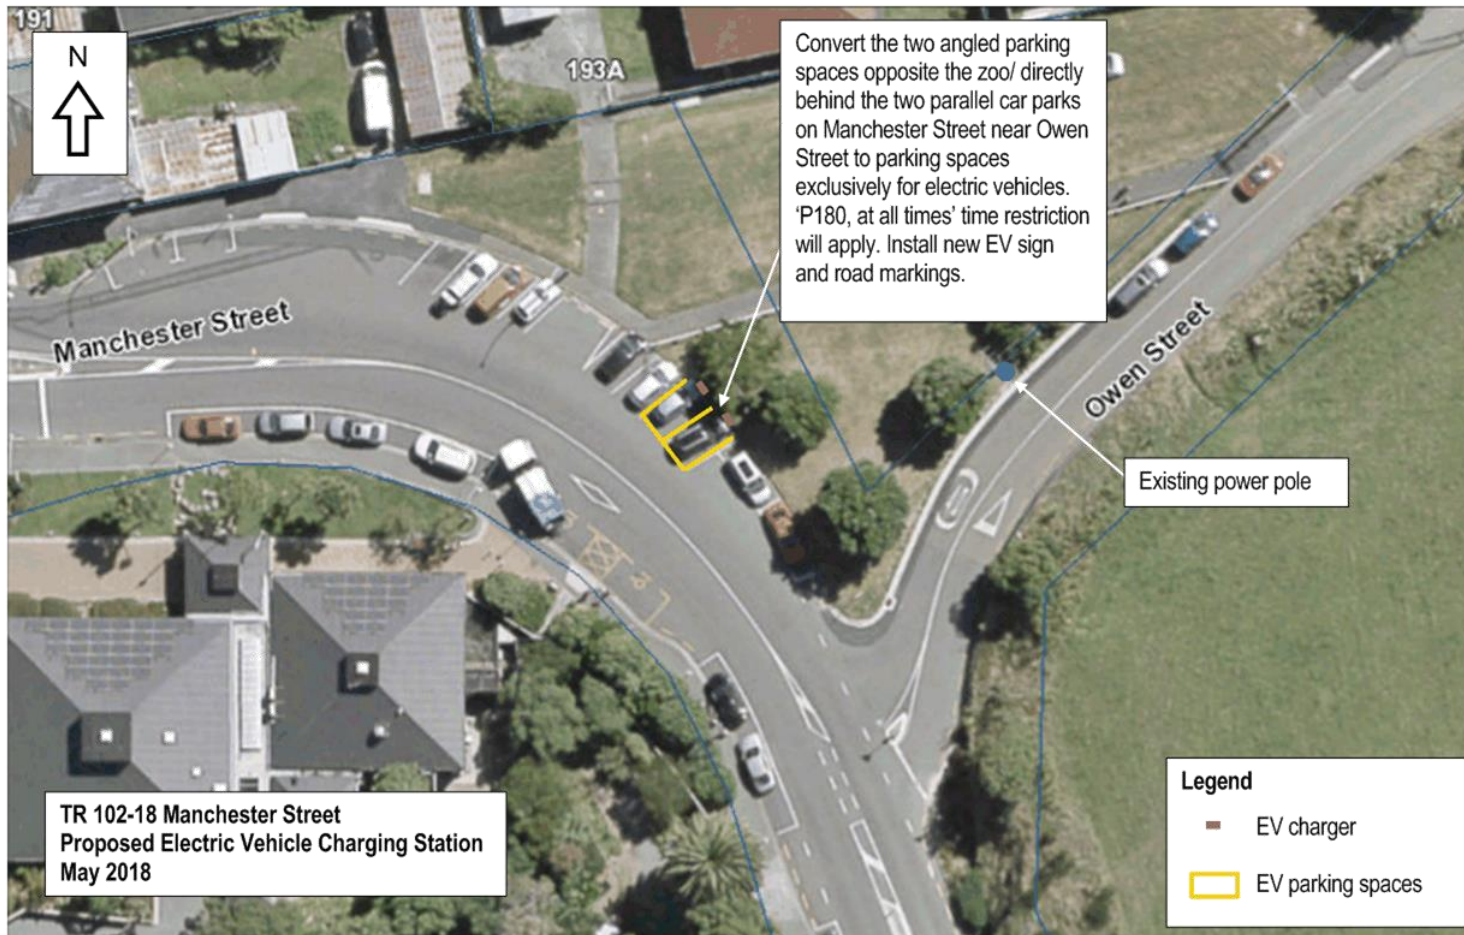 191
N
193A
Convert the two angled parking
spaces opposite the zoo/ directly
behind the two parallel car parks
on Manchester Street near Owen
Street to parking spaces
exclusively for electric vehicles.
‘P180, at all times’ time restriction
will apply. Install new EV sign
and road markings.
Manchester Street
Owen Street
Existing power pole
TR 102-18 Manchester Street
Proposed Electric Vehicle Charging Station
May 2018
Legend
EV charger
EV parking spaces